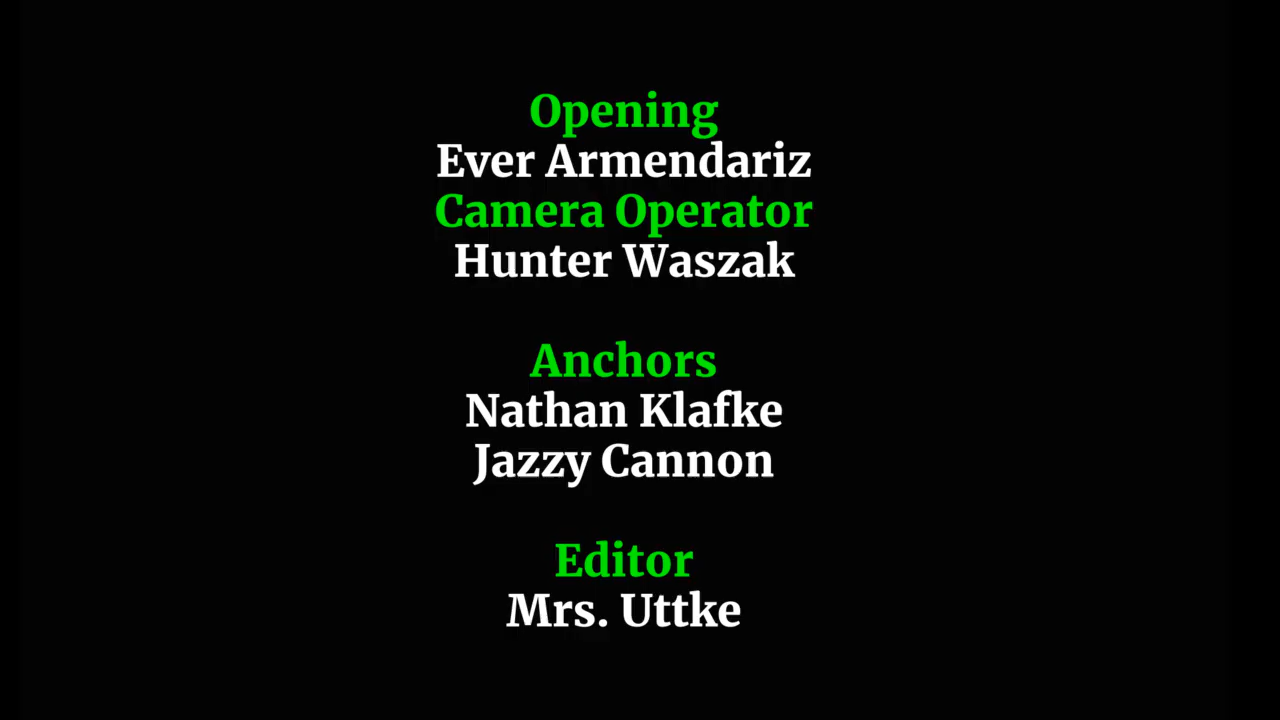 Opening
Ever Armendariz
Camera Operator
Hunter Waszak
Anchors
Nathan Klafke
Jazzy Cannon
Editor
Mrs. Uttke